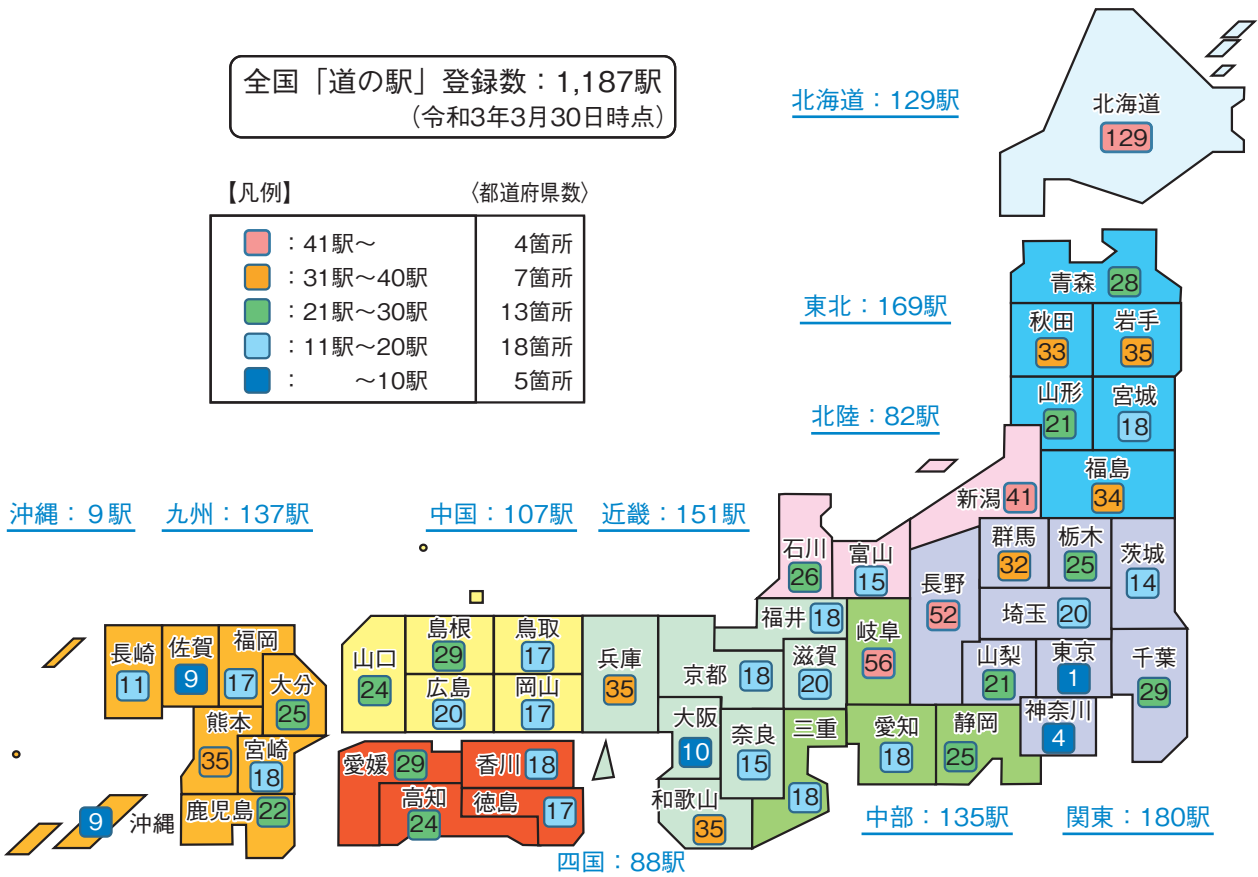 全国「道の駅」登録数：1,187駅
（令和3年3月30日時点）
【凡例】 〈都道府県数〉
：41駅～ 4箇所
：31駅～40駅 7箇所
：21駅～30駅 13箇所
：11駅～20駅 18箇所
： ～10駅 5箇所
北海道：129駅
北海道
129
東北：169駅
青森 28
秋田
33
岩手
35
山形
21
宮城
18
福島
34
北陸：82駅
新潟 41
石川
26
富山
15
関東：180駅
群馬
32
栃木
25
茨城
14
長野
52
埼玉 20
山梨
21
東京
1
千葉
29
神奈川
4
中部：135駅
岐阜
56
愛知
18
静岡
25
三重
18
近畿：151駅
福井 18
滋賀
20
京都 18
兵庫
35
大阪
10
奈良
15
和歌山
35
中国：107駅
島根
29
鳥取
17
山口
24
広島
20
岡山
17
四国：88駅
愛媛 29
香川 18
高知
24
徳島 17
九州：137駅
長崎
11
佐賀
9
福岡
17
大分
25
熊本
35
宮崎
18
鹿児島 22
沖縄：9駅
9 沖縄